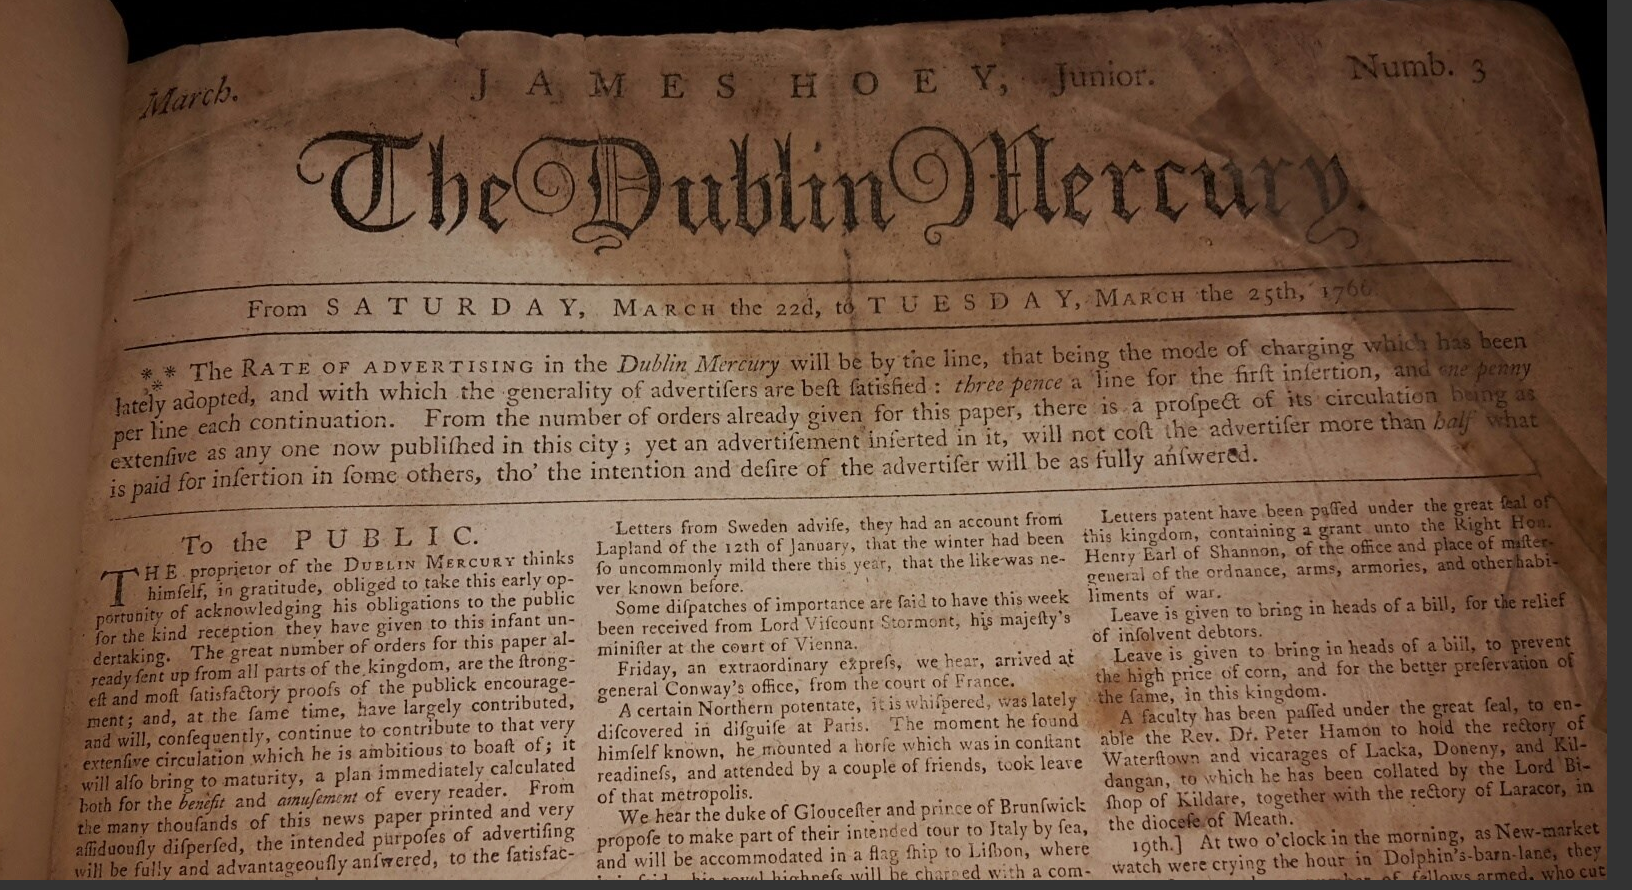 March.
JAMES HOEY, Junior.
Numb. 3
The Dublin Mercury.
From SATURDAY, MARCH the 22d, to TUESDAY, MARCH the 25th, 1766.
*** The RATE OF ADVERTISING in the Dublin Mercury will be by the line, that being the mode of charging which has been
lately adopted, and with which the generality of advertiſers are beſt ſatisfied : three pence a line for the firſt inſertion, and one penny
per line each continuation. From the number of orders already given for this paper, there is a proſpect of its circulation being as
extenſive as any one now publiſhed in this city ; yet an advertiſement inſerted in it, will not coſt the advertiſer more than half what
is paid for inſertion in ſome others, tho' the intention and deſire of the advertiſer will be as fully anſwered.
To the PUBLIC.
THE proprietor of the DUBLIN MERCURY thinks
himſelf, in gratitude, obliged to take this early op-
portunity of acknowledging his obligations to the public
for the kind reception they have given to this infant un-
dertaking. The great number of orders for this paper al-
ready ſent up from all parts of the kingdom, are the ſtrong-
eſt and moſt ſatisfactory proofs of the publick encourage-
ment ; and, at the ſame time, have largely contributed,
and will, conſequently, continue to contribute to that very
extenſive circulation which he is ambitious to boaſt of ; it
will alſo bring to maturity, a plan immediately calculated
both for the benefit and amuſement of every reader. From
the many thouſands of this news paper printed and very
aſſiduouſly diſperſed, the intended purpoſes of advertiſing
will be fully and advantageouſly anſwered, to the ſatisfac-
Letters from Sweden adviſe, they had an account from
Lapland of the 12th of January, that the winter had been
ſo uncommonly mild there this year, that the like was ne-
ver known before.
Some diſpatches of importance are ſaid to have this week
been received from Lord Viſcount Stormont, his majeſty's
miniſter at the court of Vienna.
Friday, an extraordinary expreſs, we hear, arrived at
general Conway's office, from the court of France.
A certain Northern potentate, it is whiſpered, was lately
diſcovered in diſguiſe at Paris. The moment he found
himſelf known, he mounted a horſe which was in conſtant
readineſs, and attended by a couple of friends, took leave
of that metropolis.
We hear the duke of Glouceſter and prince of Brunſwick
propoſe to make part of their intended tour to Italy by ſea,
and will be accommodated in a flag ſhip to Liſbon, where
his royal highneſs will be charged with a com-
Letters patent have been paſſed under the great ſeal of
this kingdom, containing a grant unto the Right Hon.
Henry Earl of Shannon, of the office and place of maſter-
general of the ordnance, arms, armories, and other habi-
liments of war.
Leave is given to bring in heads of a bill, for the relief
of inſolvent debtors.
Leave is given to bring in heads of a bill, to prevent
the high price of corn, and for the better preſervation of
the ſame, in this kingdom.
A faculty has been paſſed under the great ſeal, to en-
able the Rev. Dr. Peter Hamon to hold the rectory of
Waterſtown and vicarages of Lacka, Doneny, and Kil-
dangan, to which he has been collated by the Lord Bi-
ſhop of Kildare, together with the rectory of Laracor, in
the dioceſe of Meath.
19th.] At two o'clock in the morning, as New-market
watch were crying the hour in Dolphin's-barn-lane, they
of fellows armed, who cut